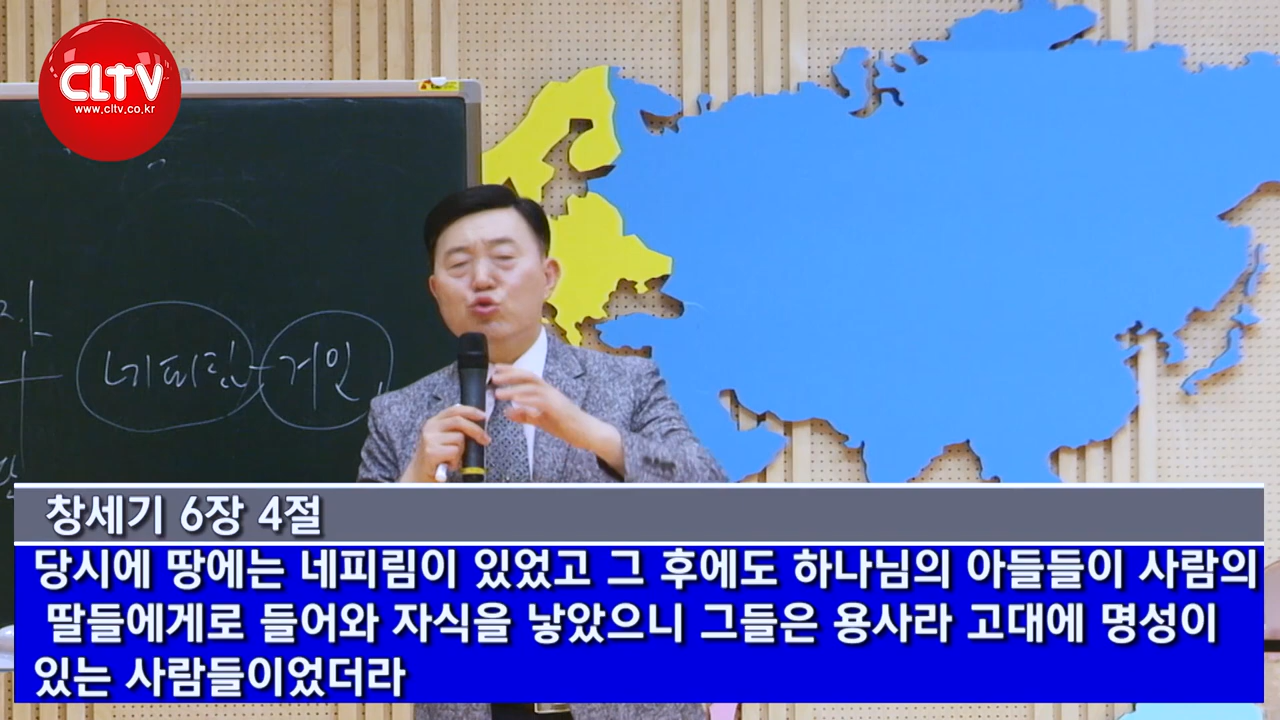 CLTV
www.cltv.co.kr
네피림 거인
창세기 6장 4절
당시에 땅에는 네피림이 있었고 그 후에도 하나님의 아들들이 사람의
딸들에게로 들어와 자식을 낳았으니 그들은 용사라 고대에 명성이
있는 사람들이었더라